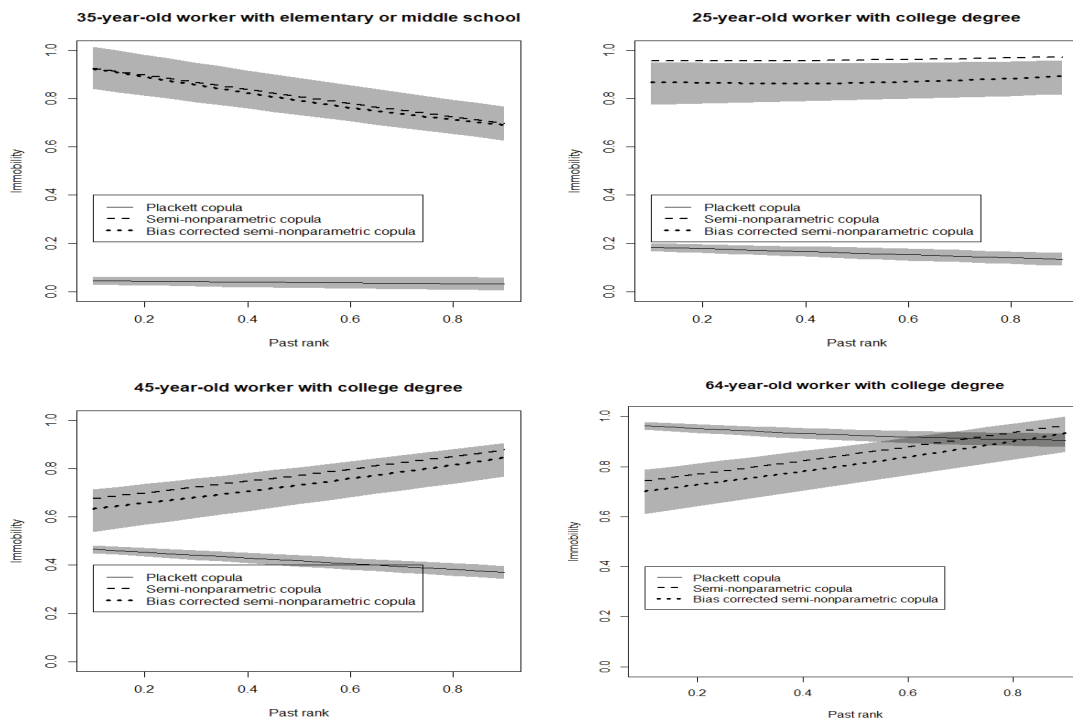 35-year-old worker with elementary or middle school
Immobility
1.0
0.8
0.6
0.4
0.2
0.0
Plackett copula
Semi-nonparametric copula
Bias corrected semi-nonparametric copula
0.2 0.4 0.6 0.8
Past rank
25-year-old worker with college degree
Immobility
1.0
0.8
0.6
0.4
0.2
0.0
Plackett copula
Semi-nonparametric copula
Bias corrected semi-nonparametric copula
0.2 0.4 0.6 0.8
Past rank
45-year-old worker with college degree
Immobility
1.0
0.8
0.6
0.4
0.2
0.0
Plackett copula
Semi-nonparametric copula
Bias corrected semi-nonparametric copula
0.2 0.4 0.6 0.8
Past rank
64-year-old worker with college degree
Immobility
1.0
0.8
0.6
0.4
0.2
0.0
Plackett copula
Semi-nonparametric copula
Bias corrected semi-nonparametric copula
0.2 0.4 0.6 0.8
Past rank